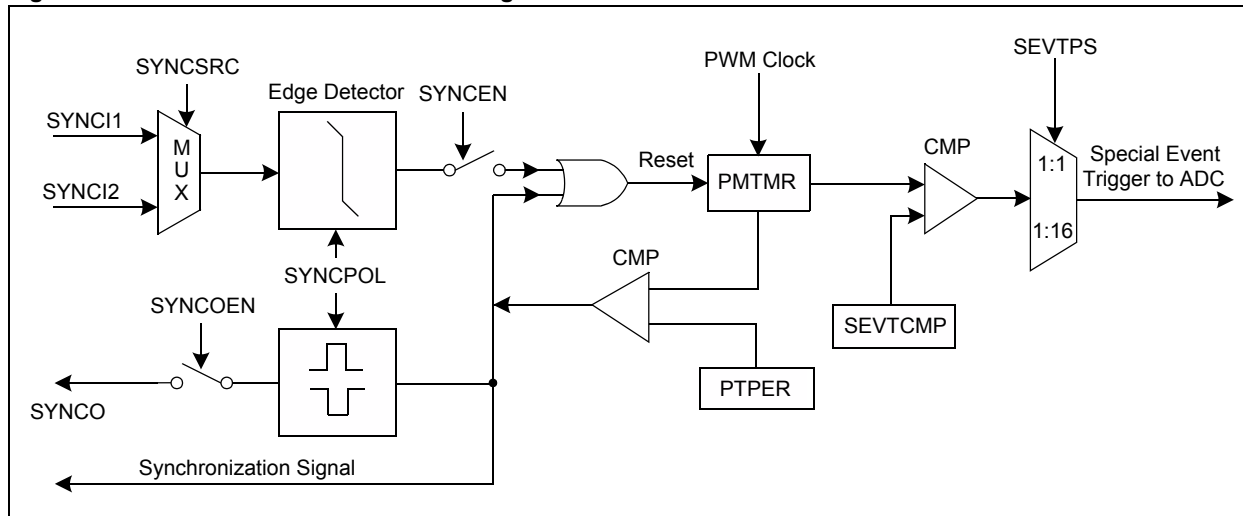 SYNCSRC
SYNCI1
SYNCI2
M
U
X
Edge Detector
SYNCEN
SYNCPOL
SYNCOEN
SYNCO
Synchronization Signal
Reset
PWM Clock
PMTMR
CMP
PTPER
CMP
SEVTCMP
SEVTPS
1:1
1:16
Special Event
Trigger to ADC